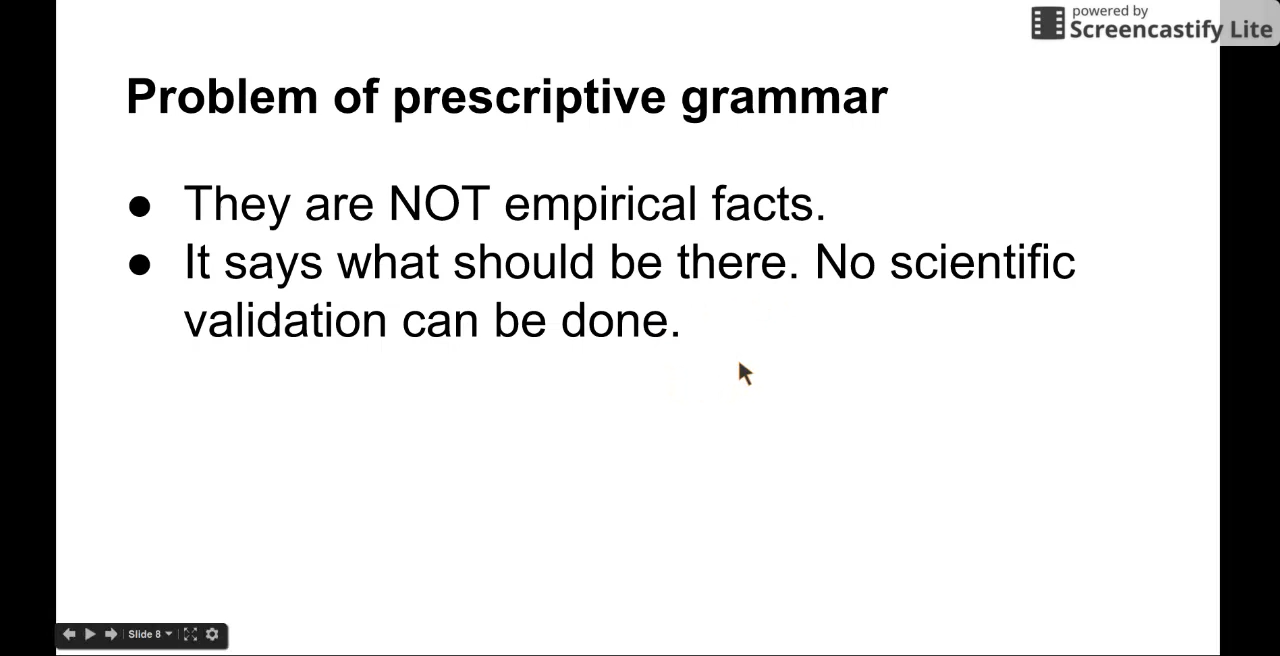 powered by
Screencastify Lite
Problem of prescriptive grammar
● They are NOT empirical facts.
● It says what should be there. No scientific
validation can be done.
Slide 8